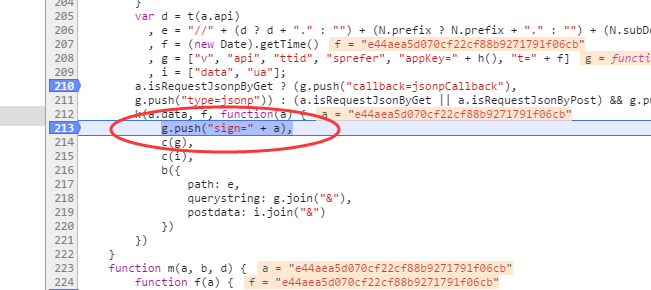 204 }
205 var d = t(a.api)
206 , e = "//" + (d ? d + "." : "") + (N.prefix ? N.prefix + "." : "") + (N.subDo
207 , f = (new Date).getTime() f = "e44aea5d070cf22cf88b9271791f06cb"
208 , g = ["v", "api", "ttid", "sprefer", "appKey=" + h(), "t=" + f] g = functi
209 , i = ["data", "ua"];
210 a.isRequestJsonpByGet ? (g.push("callback=jsonpCallback"),
211 g.push("type=jsonp")) : (a.isRequestJsonByGet || a.isRequestJsonByPost) && g.pu
212 k(a.data, f, function(a) { a = "e44aea5d070cf22cf88b9271791f06cb"
213 g.push("sign=" + a),
214 c(g),
215 c(i),
216 b({
217 path: e,
218 querystring: g.join("&"),
219 postdata: i.join("&")
220 })
221 })
222 }
223 function m(a, b, d) { a = "e44aea5d070cf22cf88b9271791f06cb"
224 function f(a) { f = "e44aea5d070cf22cf88b9271791f06cb"